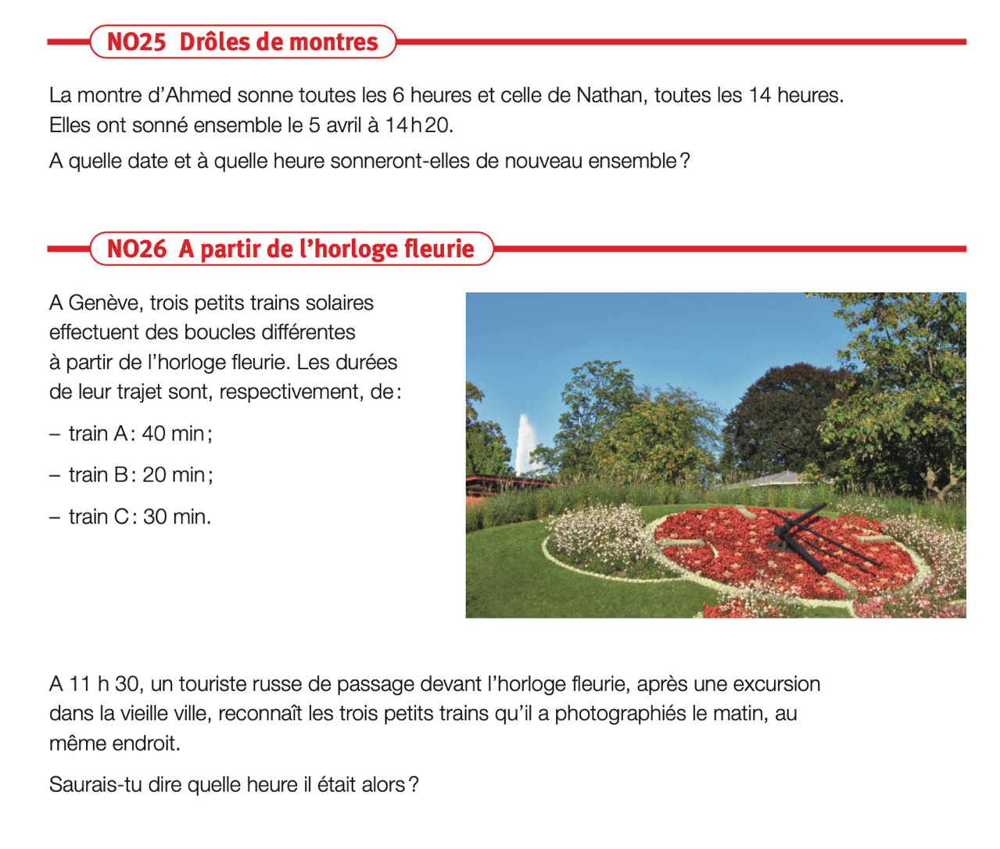 NO25 Drôles de montres
La montre d’Ahmed sonne toutes les 6 heures et celle de Nathan, toutes les 14 heures.
Elles ont sonné ensemble le 5 avril à 14 h 20.
A quelle date et à quelle heure sonneront-elles de nouveau ensemble ?
NO26 A partir de l’horloge fleurie
A Genève, trois petits trains solaires
effectuent des boucles différentes
à partir de l’horloge fleurie. Les durées
de leur trajet sont, respectivement, de :
– train A : 40 min ;
– train B : 20 min ;
– train C : 30 min.
A 11 h 30, un touriste russe de passage devant l’horloge fleurie, après une excursion
dans la vieille ville, reconnaît les trois petits trains qu’il a photographiés le matin, au
même endroit.
Saurais-tu dire quelle heure il était alors ?